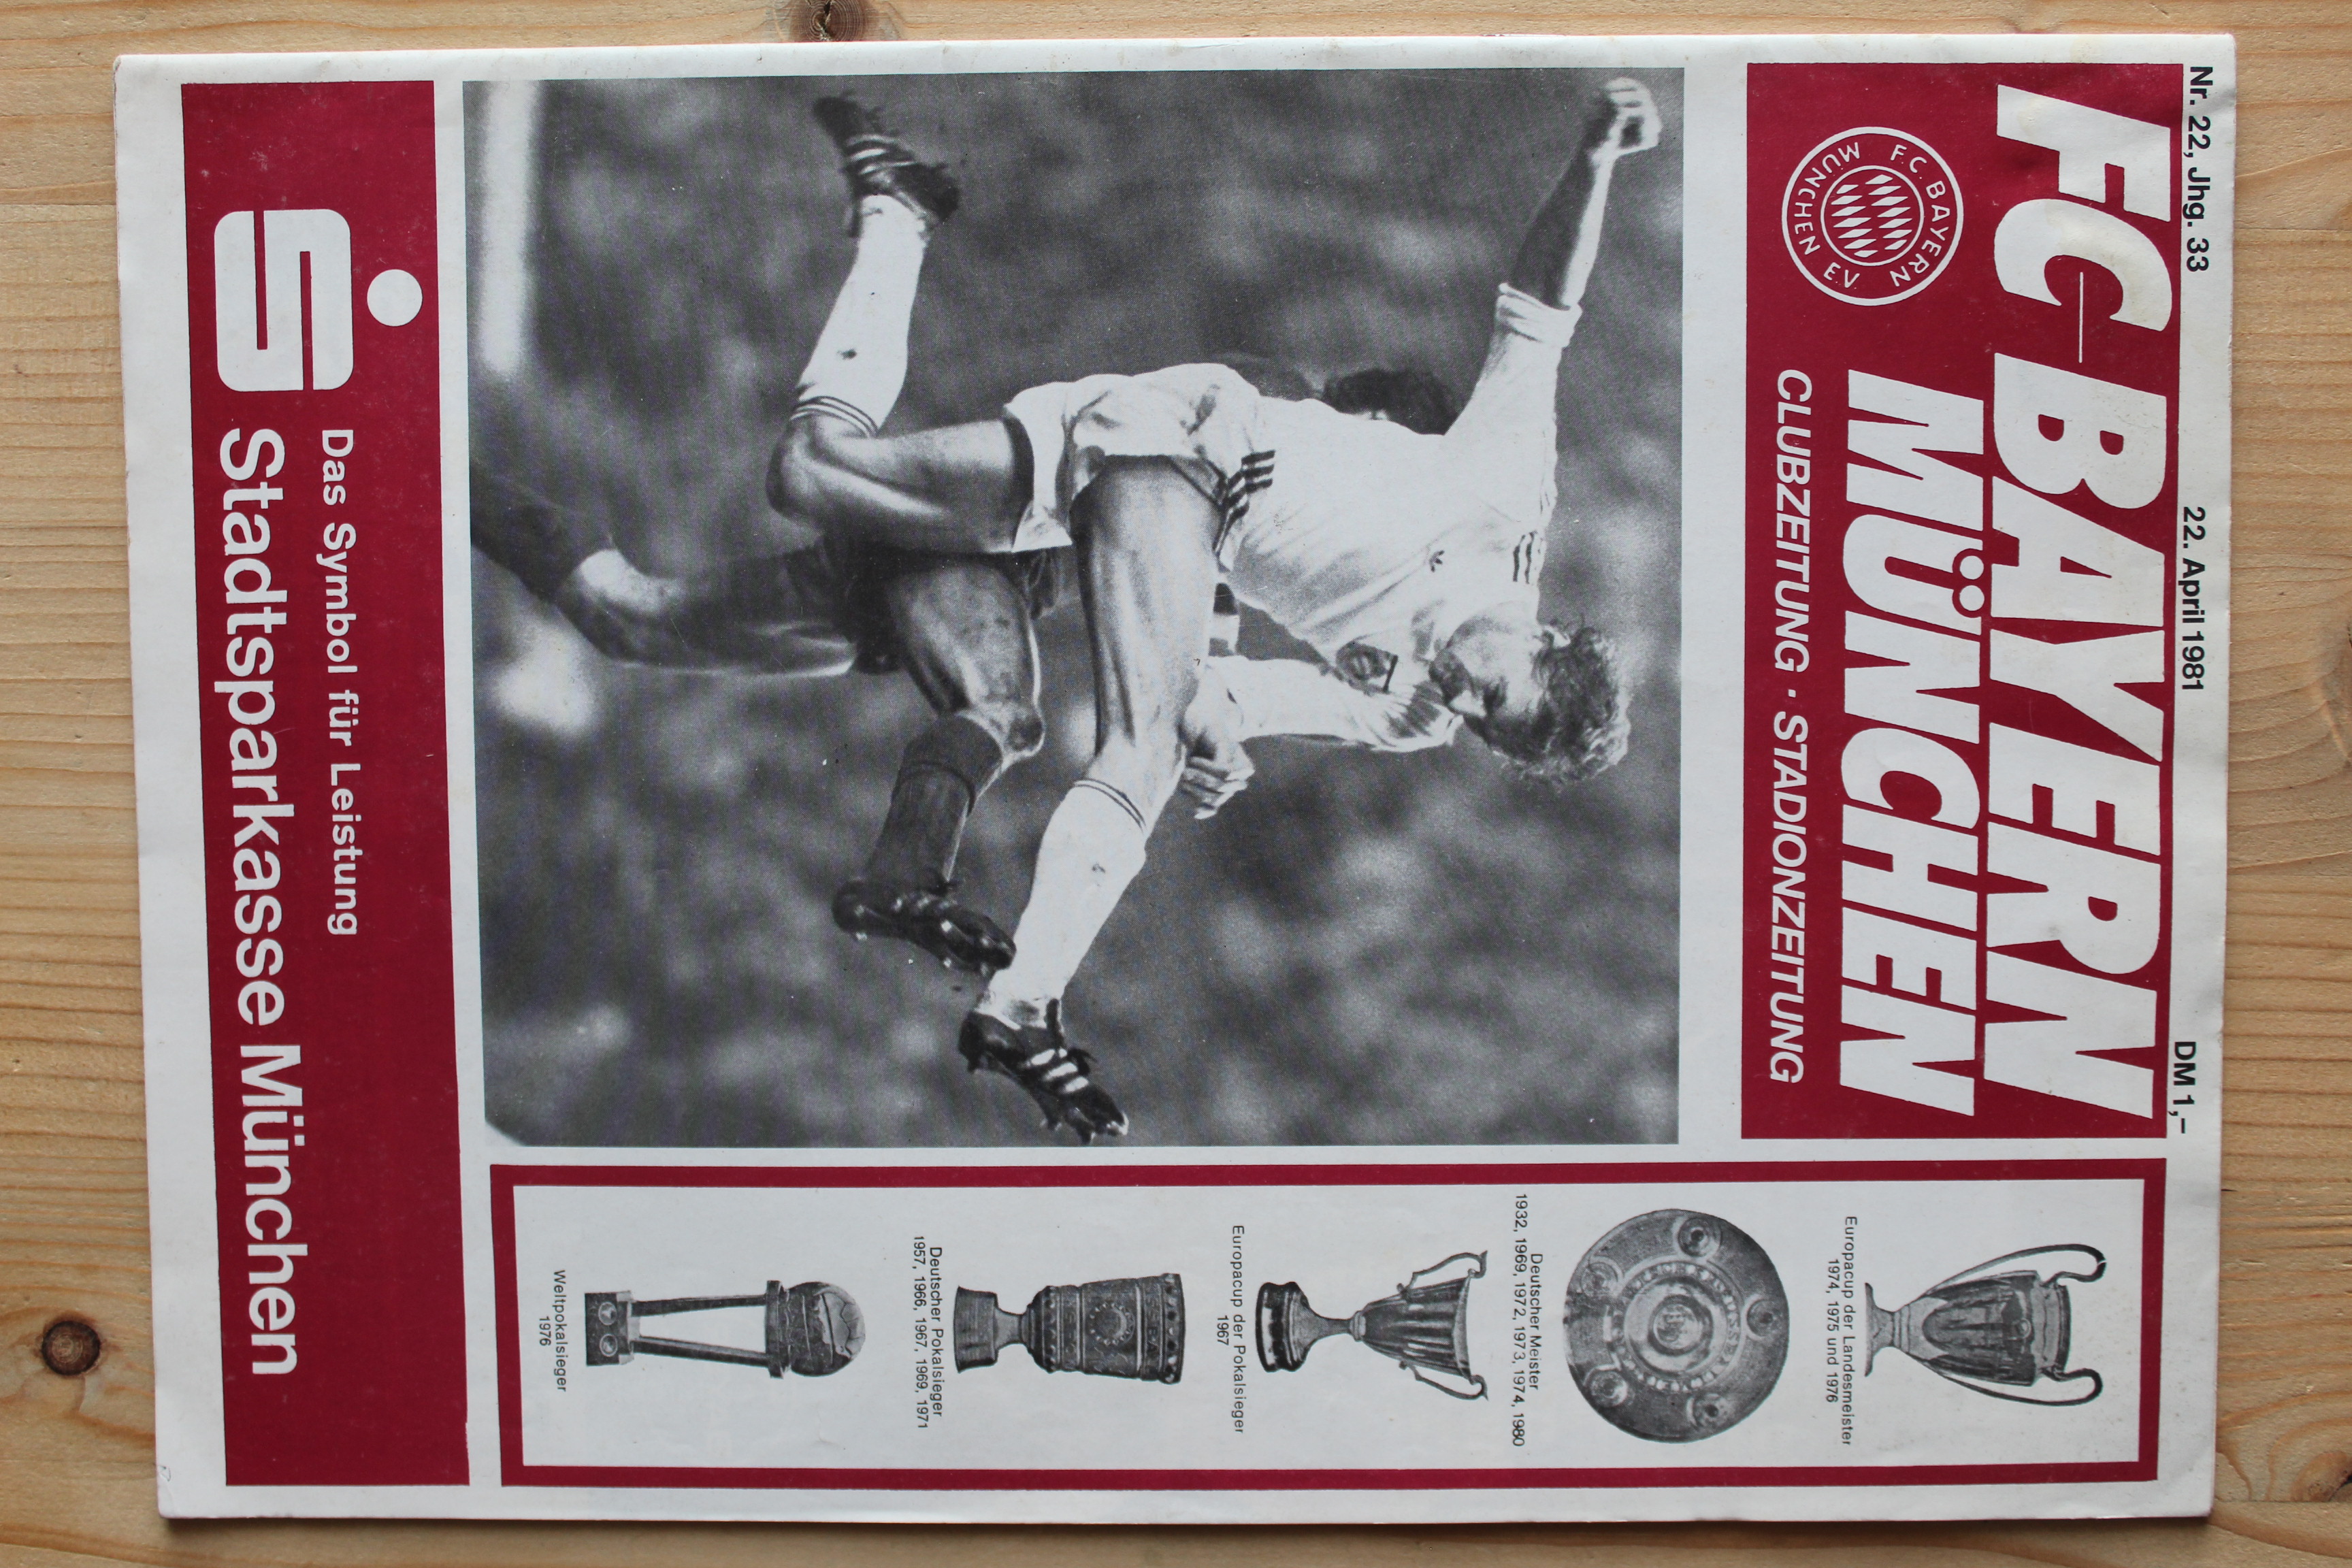 Nr. 22, Jhg. 33
22. April 1981
DM 1,–
FC BAYERN
MÜNCHEN
CLUBZEITUNG · STADIONZEITUNG
F.C. BAYERN MÜNCHEN E.V.
Europacup der Landesmeister
1974, 1975 und 1976
Deutscher Meister
1932, 1969, 1972, 1973, 1974, 1980
Europacup der Pokalsieger
1967
Deutscher Pokalsieger
1957, 1966, 1967, 1969, 1971
Weltpokalsieger
1976
Das Symbol für Leistung
Stadtsparkasse München